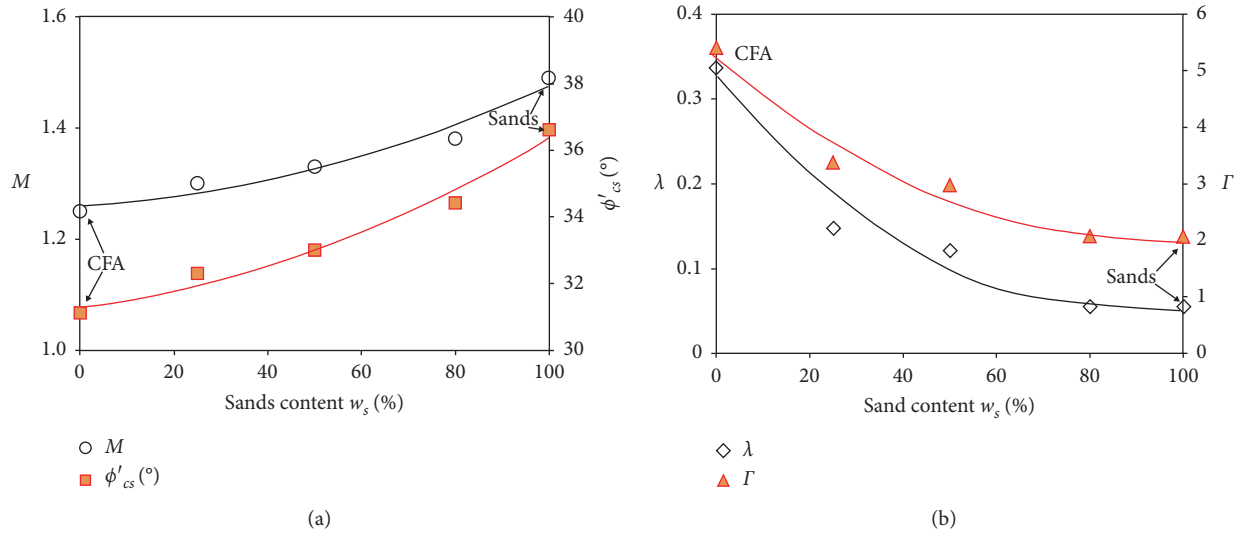 1.6
1.4
1.2
1.0
M
40
38
36
34
32
30
ϕ′cs (°)
CFA
Sands
0 20 40 60 80 100
Sands content ws (%)
M
ϕ′cs (°)
(a)
0.4
0.3
0.2
0.1
0
λ
6
5
4
3
2
1
0
Γ
CFA
Sands
0 20 40 60 80 100
Sand content ws (%)
λ
Γ
(b)